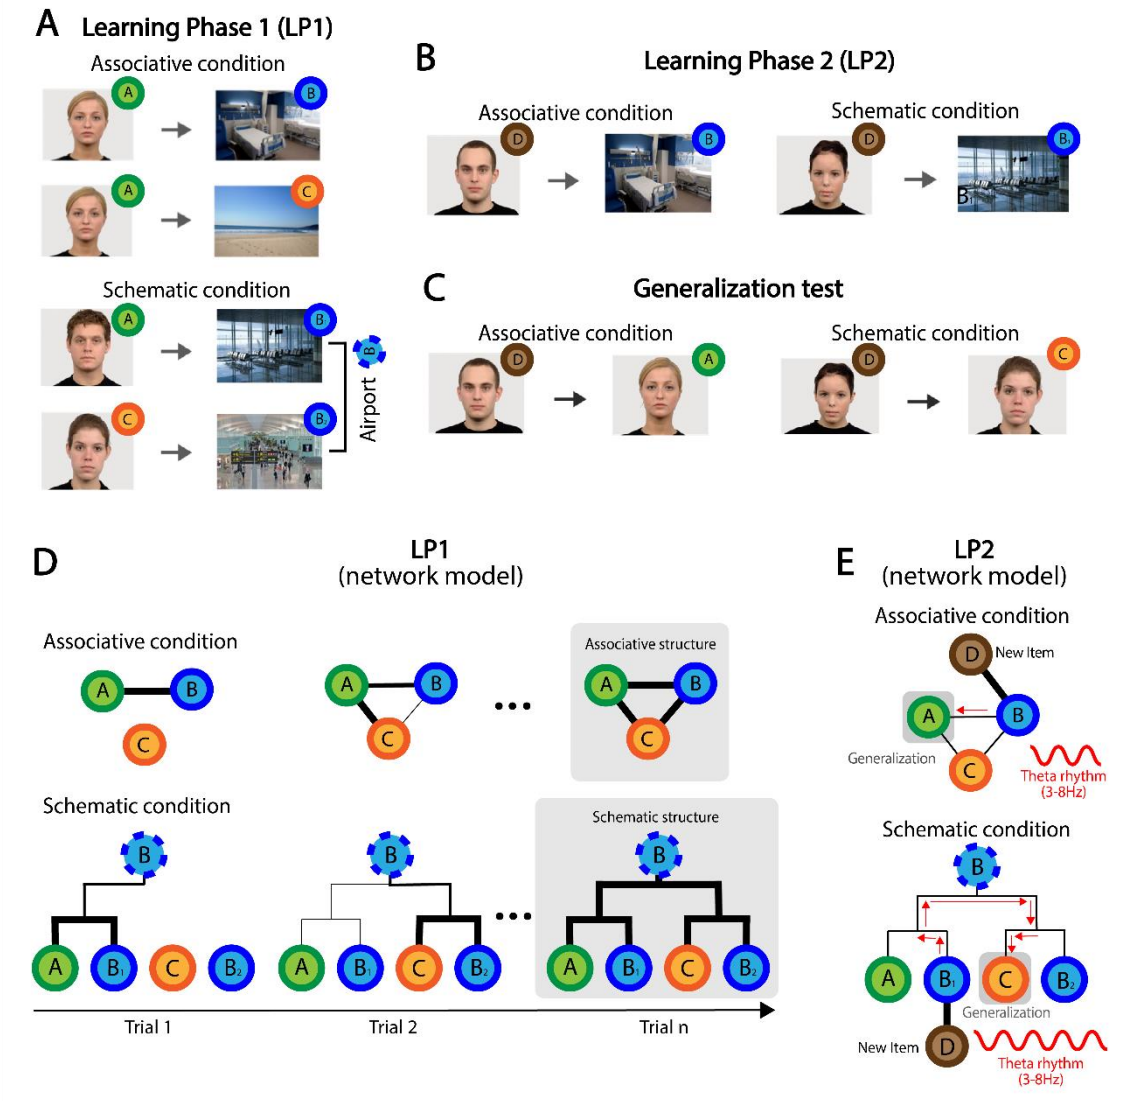 A Learning Phase 1 (LP1)
Associative condition
A
B
A
C
Schematic condition
A
B
B
Airport
C
B
B Learning Phase 2 (LP2)
Associative condition
Schematic condition
D
B
D
B1
B
C Generalization test
Associative condition
Schematic condition
D
A
D
C
D LP1
(network model)
Associative condition
A B
C
A B
C
...
Associative structure
A B
C
Schematic condition
B
A B1 C B2
B
A B1 C B2
...
Schematic structure
B
A B1 C B2
Trial 1 Trial 2 Trial n
E LP2
(network model)
Associative condition
D New Item
A B
Generalization
C
Theta rhythm
(3-8Hz)
Schematic condition
B
A B1 C B2
Generalization
New Item D
Theta rhythm
(3-8Hz)